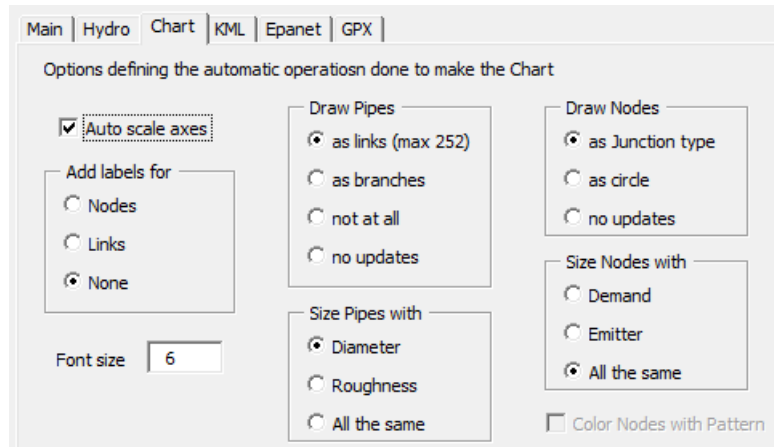 Main Hydro Chart KML Epanet GPX
Options defining the automatic operatiosn done to make the Chart
Auto scale axes
Add labels for
Nodes
Links
None
Font size 6
Draw Pipes
as links (max 252)
as branches
not at all
no updates
Size Pipes with
Diameter
Roughness
All the same
Draw Nodes
as Junction type
as circle
no updates
Size Nodes with
Demand
Emitter
All the same
Color Nodes with Pattern